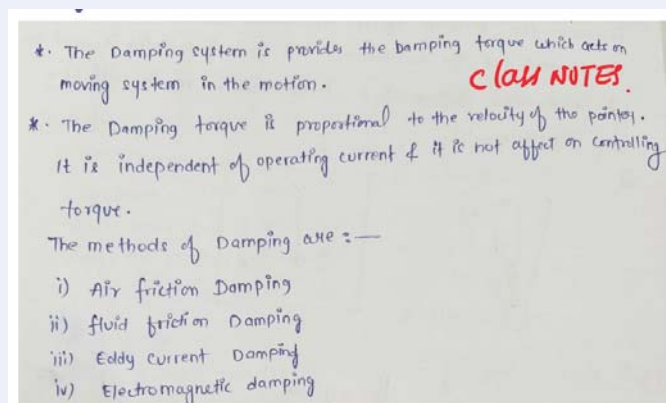 *. The Damping system is provides the bamping torque which acts on
moving system in the motion.
class NOTES.
*. The Damping torque is proportional to the velocity of the pointer.
It is independent of operating current & it is not affect on controlling
torque.
The methods of Damping are :—
i) Air friction Damping
ii) fluid friction Damping
iii) Eddy current Damping
iv) Electromagnetic damping